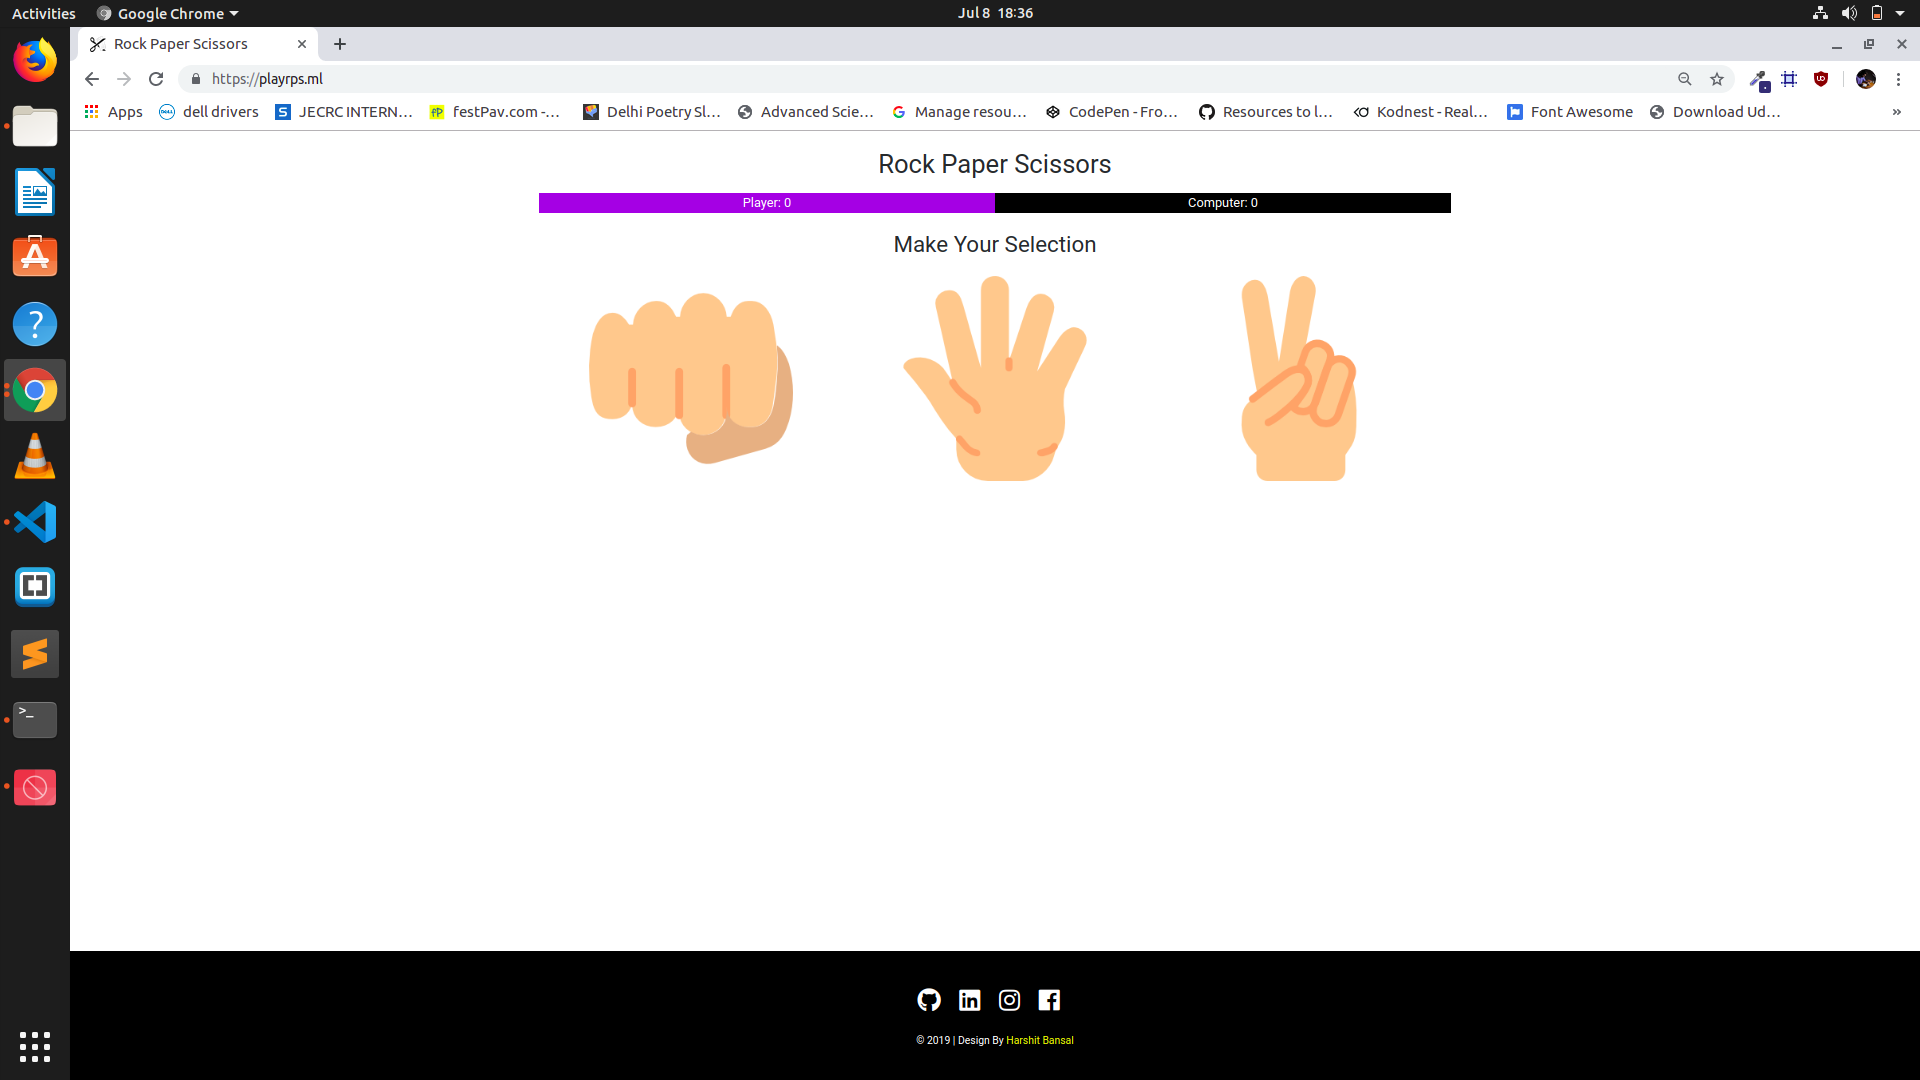 Activities
Google Chrome
Jul 8 18:36
Rock Paper Scissors
https://playrps.ml
Apps
dell drivers
JECRC INTERN…
festPav.com -…
Delhi Poetry Sl…
Advanced Scie…
Manage resou…
CodePen - Fro…
Resources to l…
Kodnest - Real…
Font Awesome
Download Ud…
»
Rock Paper Scissors
Player: 0
Computer: 0
Make Your Selection
© 2019 | Design By Harshit Bansal